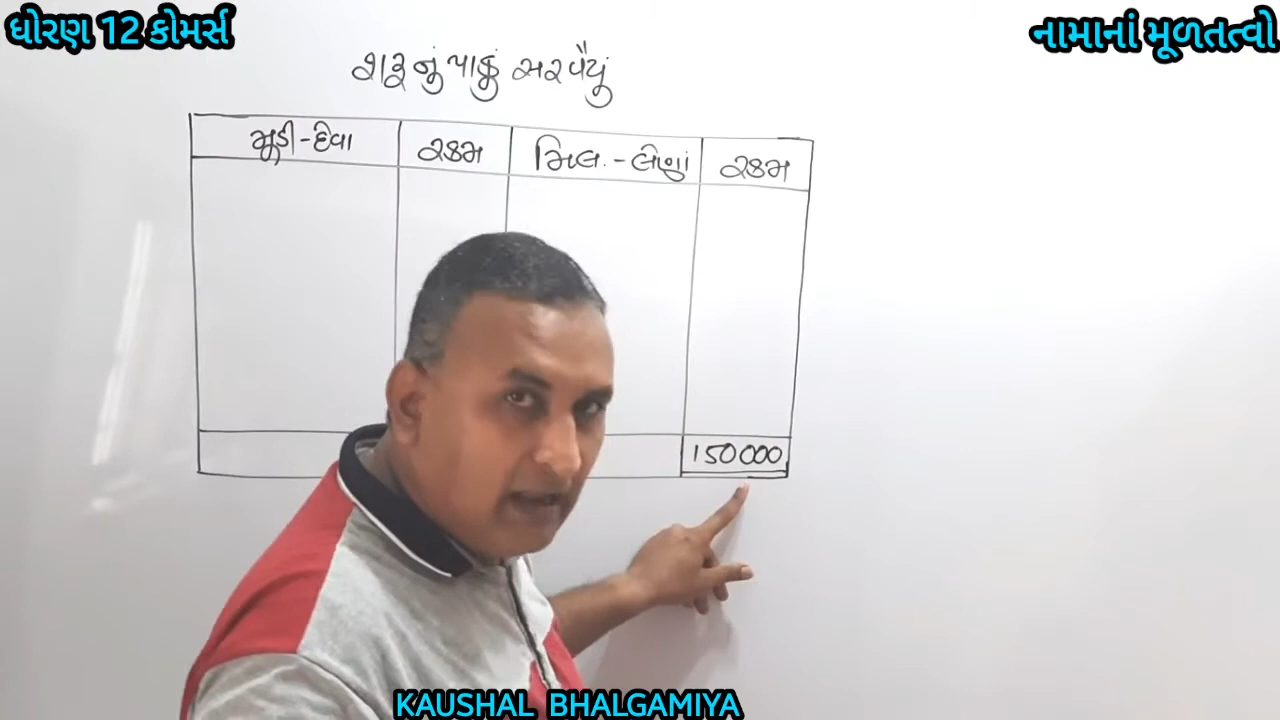 ધોરણ 12 કોમર્સ
નામાનાં મૂળતત્વો
શરૂનું પાકું સરવૈયું
મૂડી-દેવા રકમ મિલ.-લેણાં રકમ
150000
KAUSHAL BHALGAMIYA